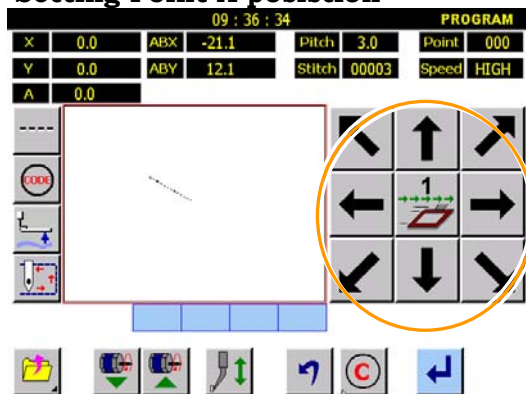 Setting Point A posistion
09 : 36 : 34 PROGRAM
X 0.0 ABX -21.1 Pitch 3.0 Point 000
Y 0.0 ABY 12.1 Stitch 00003 Speed HIGH
A 0.0
----
1
CODE
C